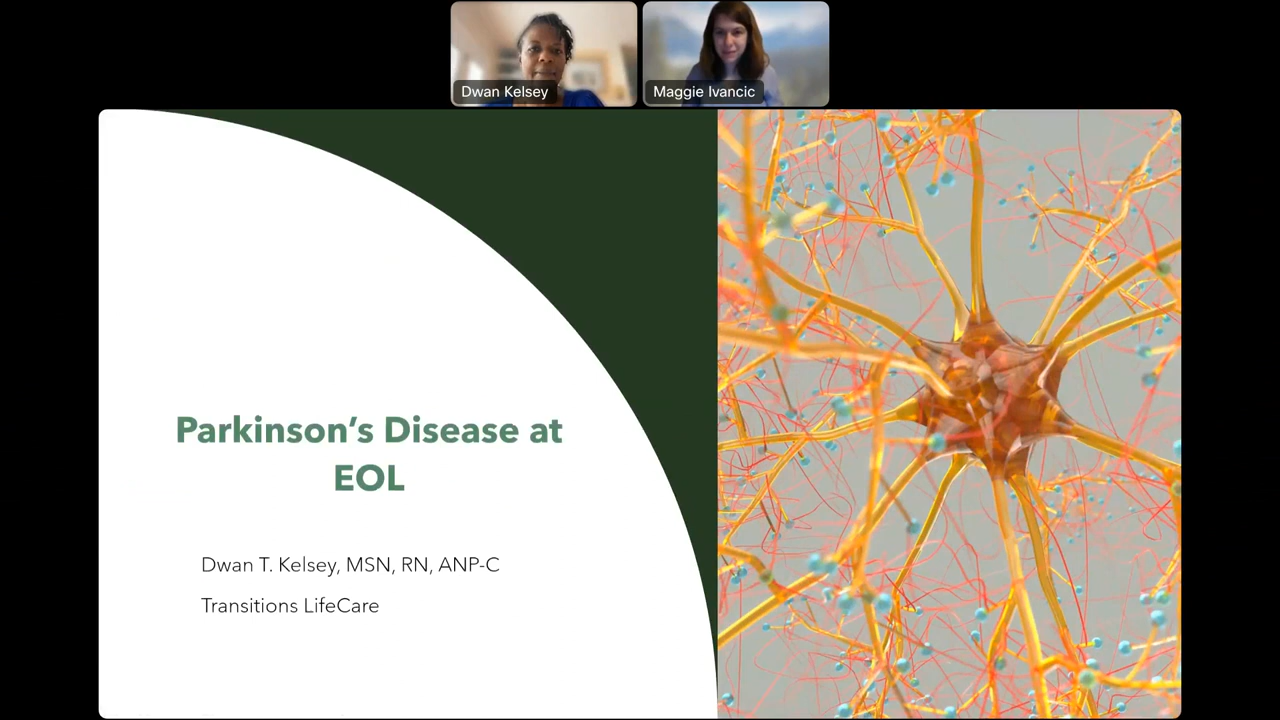 Dwan Kelsey
Maggie Ivancic
Parkinson’s Disease at
EOL
Dwan T. Kelsey, MSN, RN, ANP-C
Transitions LifeCare